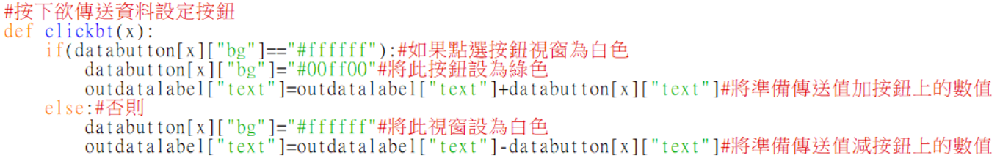 #按下欲傳送資料設定按鈕
def clickbt(x):
    if(databutton[x]["bg"]=="#ffffff"):#如果點選按鈕視窗為白色
        databutton[x]["bg"]="#00ff00"#將此按鈕設為綠色
        outdatalabel["text"]=outdatalabel["text"]+databutton[x]["text"]#將準備傳送值加按鈕上的數值
    else:#否則
        databutton[x]["bg"]="#ffffff"#將此視窗設為白色
        outdatalabel["text"]=outdatalabel["text"]-databutton[x]["text"]#將準備傳送值減按鈕上的數值